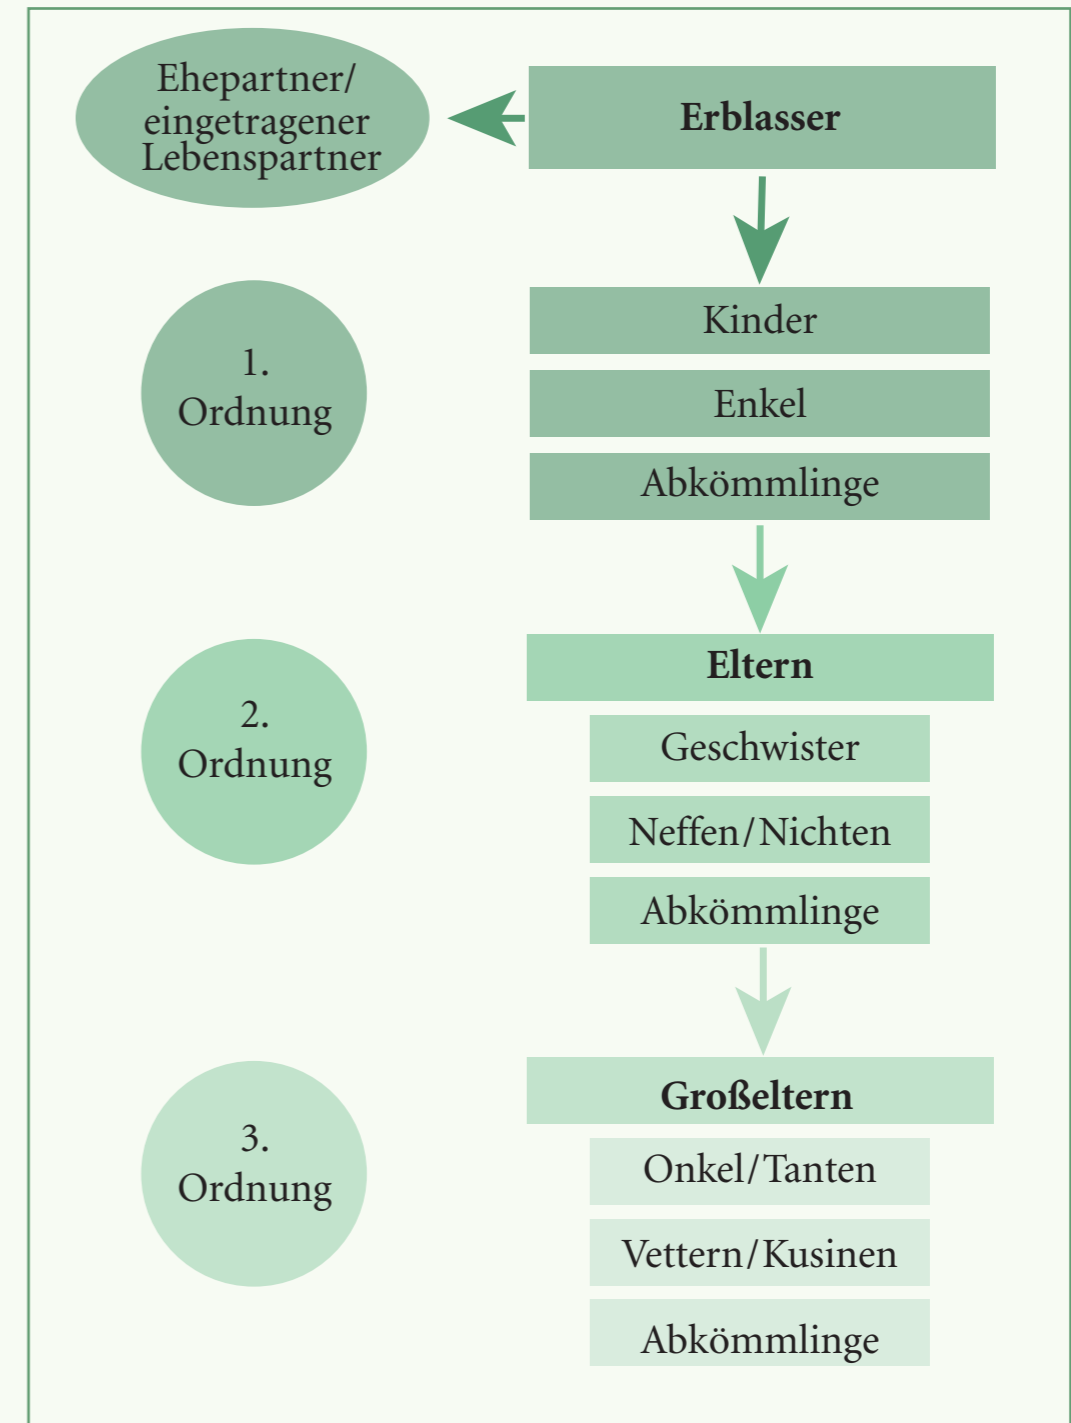 Ehepartner/
eingetragener
Lebenspartner
Erblasser
1.
Ordnung
Kinder
Enkel
Abkömmlinge
2.
Ordnung
Eltern
Geschwister
Neffen/Nichten
Abkömmlinge
3.
Ordnung
Großeltern
Onkel/Tanten
Vettern/Kusinen
Abkömmlinge